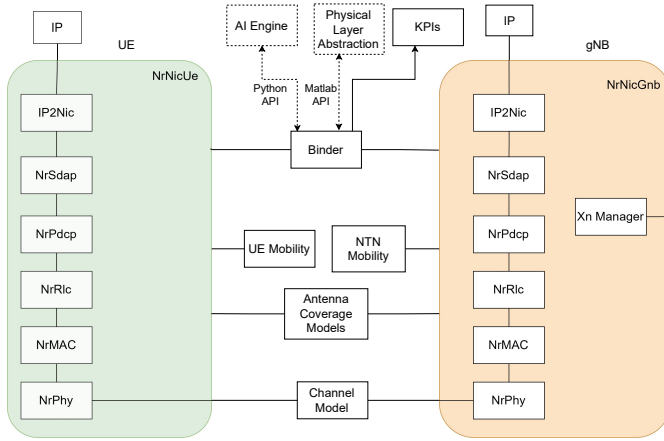 IP
UE
AI Engine
Physical
Layer
Abstraction
KPIs
IP
gNB
NrNicUe
NrNicGnb
Python
API
Matlab
API
IP2Nic
Binder
IP2Nic
NrSdap
NrSdap
Xn Manager
NrPdcp
UE Mobility
NTN
Mobility
NrPdcp
NrRlc
Antenna
Coverage
Models
NrRlc
NrMAC
NrMAC
NrPhy
Channel
Model
NrPhy